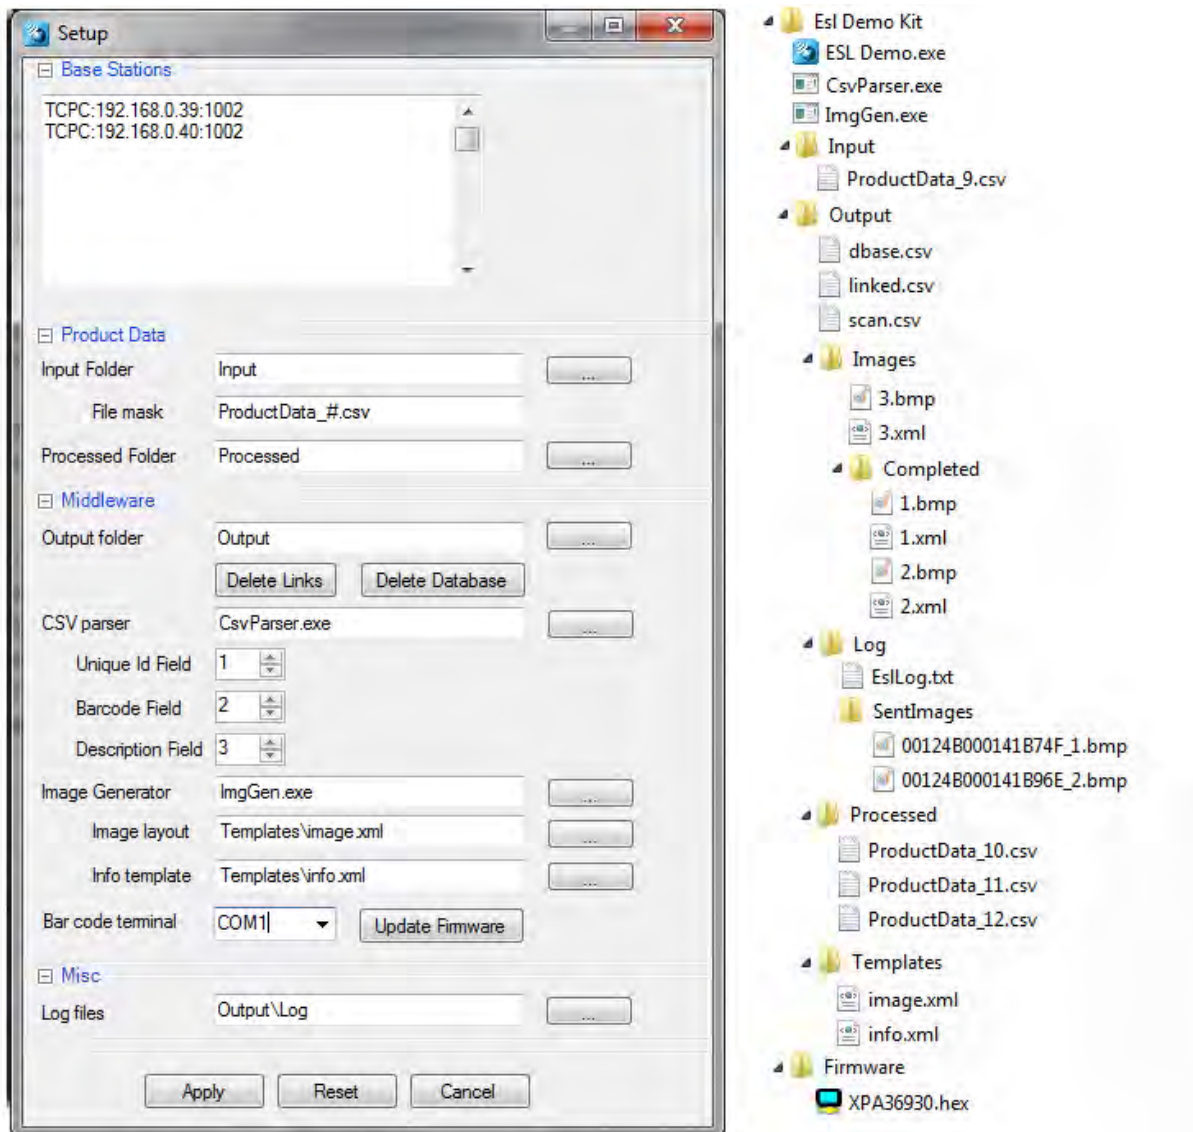 Setup
Base Stations
TCPC:192.168.0.39:1002
TCPC:192.168.0.40:1002
Product Data
Input Folder Input ...
File mask ProductData_#.csv
Processed Folder Processed ...
Middleware
Output folder Output ...
Delete Links Delete Database
CSV parser CsvParser.exe ...
Unique Id Field 1
Barcode Field 2
Description Field 3
Image Generator ImgGen.exe ...
Image layout Templates\image.xml ...
Info template Templates\info.xml ...
Bar code terminal COM1 Update Firmware
Misc
Log files Output\Log ...
Apply Reset Cancel
Esl Demo Kit
ESL Demo.exe
CsvParser.exe
ImgGen.exe
Input
ProductData_9.csv
Output
dbase.csv
linked.csv
scan.csv
Images
3.bmp
3.xml
Completed
1.bmp
1.xml
2.bmp
2.xml
Log
EslLog.txt
SentImages
00124B000141B74F_1.bmp
00124B000141B96E_2.bmp
Processed
ProductData_10.csv
ProductData_11.csv
ProductData_12.csv
Templates
image.xml
info.xml
Firmware
XPA36930.hex